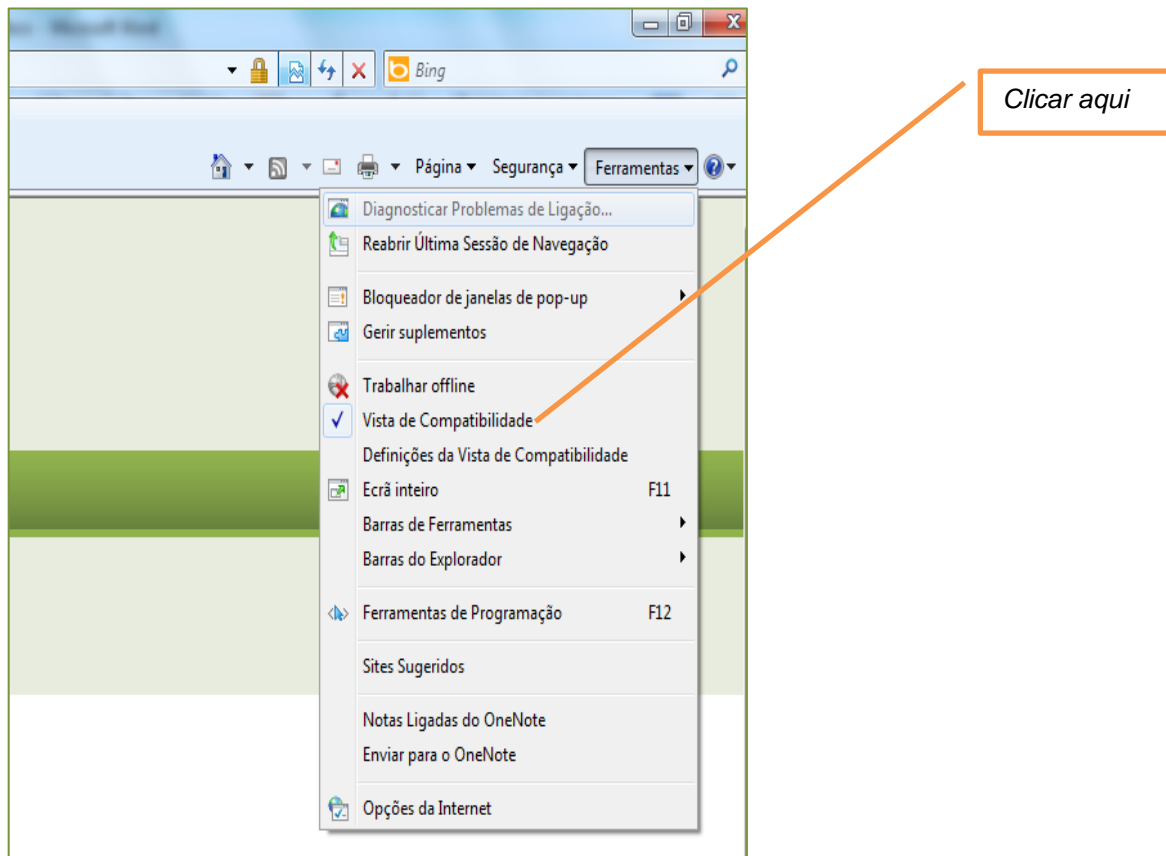 Bing
Clicar aqui
Página Segurança Ferramentas
Diagnosticar Problemas de Ligação...
Reabrir Última Sessão de Navegação
Bloqueador de janelas de pop-up
Gerir suplementos
Trabalhar offline
Vista de Compatibilidade
Definições da Vista de Compatibilidade
Ecrã inteiro F11
Barras de Ferramentas
Barras do Explorador
Ferramentas de Programação F12
Sites Sugeridos
Notas Ligadas do OneNote
Enviar para o OneNote
Opções da Internet